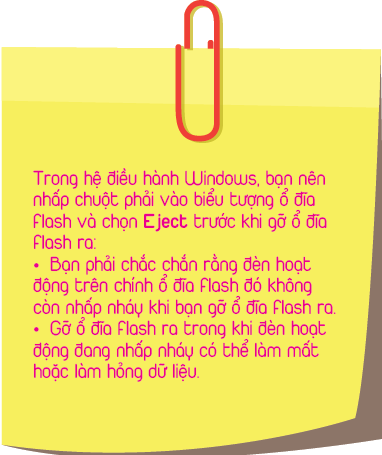 Trong hệ điều hành Windows, bạn nên
nhấp chuột phải vào biểu tượng ổ đĩa
flash và chọn Eject trước khi gỡ ổ đĩa
flash ra:
• Bạn phải chắc chắn rằng đèn hoạt
động trên chính ổ đĩa flash đó không
còn nhấp nháy khi bạn gỡ ổ đĩa flash ra.
• Gỡ ổ đĩa flash ra trong khi đèn hoạt
động đang nhấp nháy có thể làm mất
hoặc làm hỏng dữ liệu.